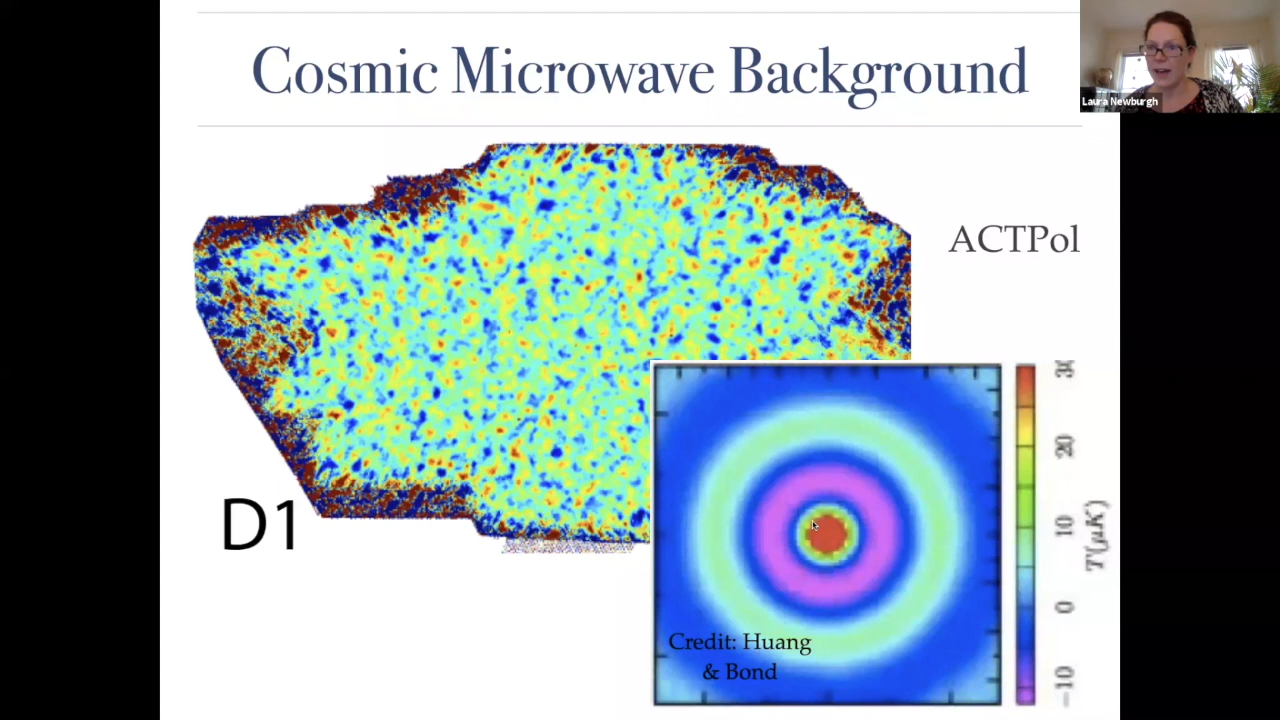 Cosmic Microwave Background
Laura Newburgh
ACTPol
D1
Credit: Huang
& Bond
30
20
10
0
−10
T(μK)